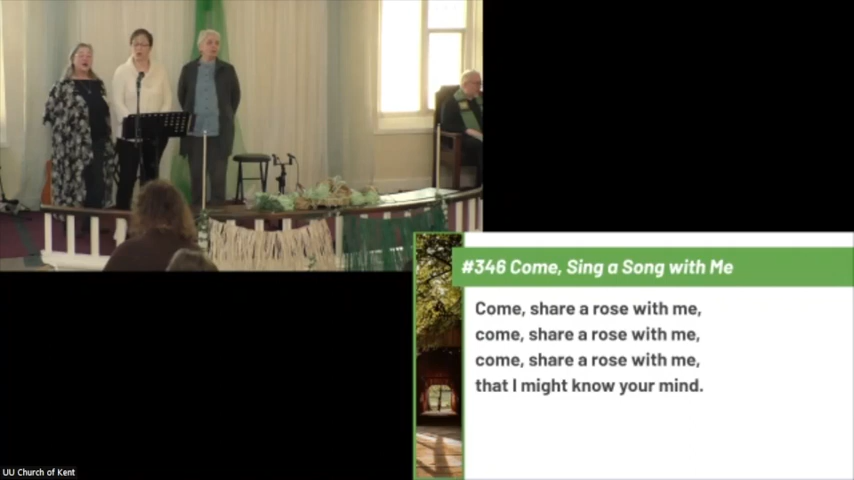 #346 Come, Sing a Song with Me
Come, share a rose with me,
come, share a rose with me,
come, share a rose with me,
that I might know your mind.
UU Church of Kent